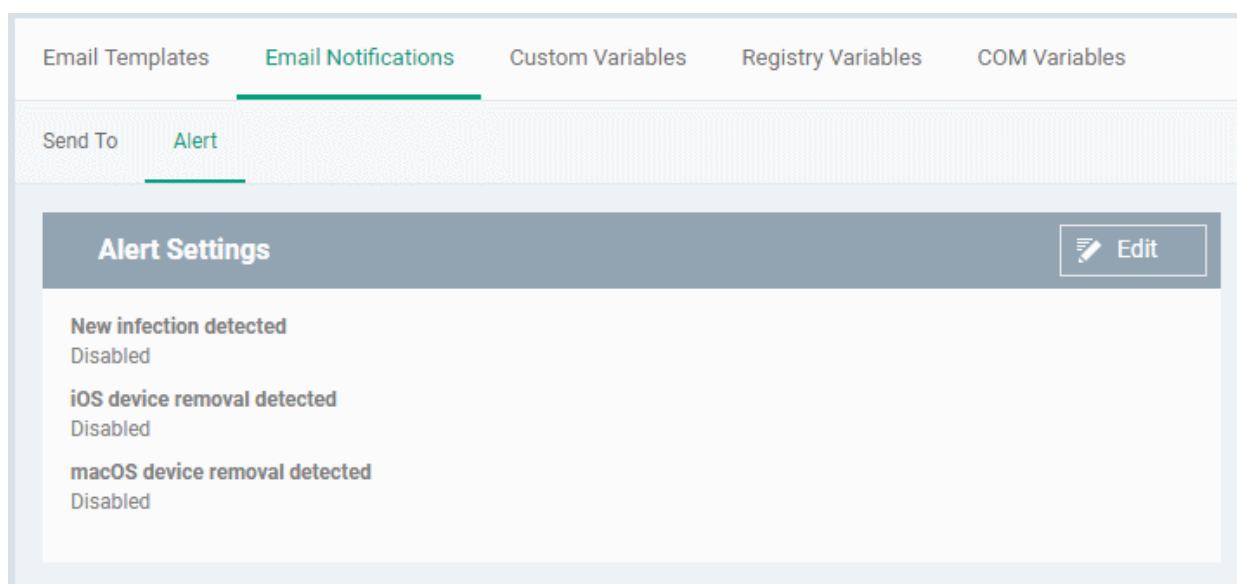 Email Templates Email Notifications Custom Variables Registry Variables COM Variables
Send To Alert
Alert Settings Edit
New infection detected
Disabled
iOS device removal detected
Disabled
macOS device removal detected
Disabled